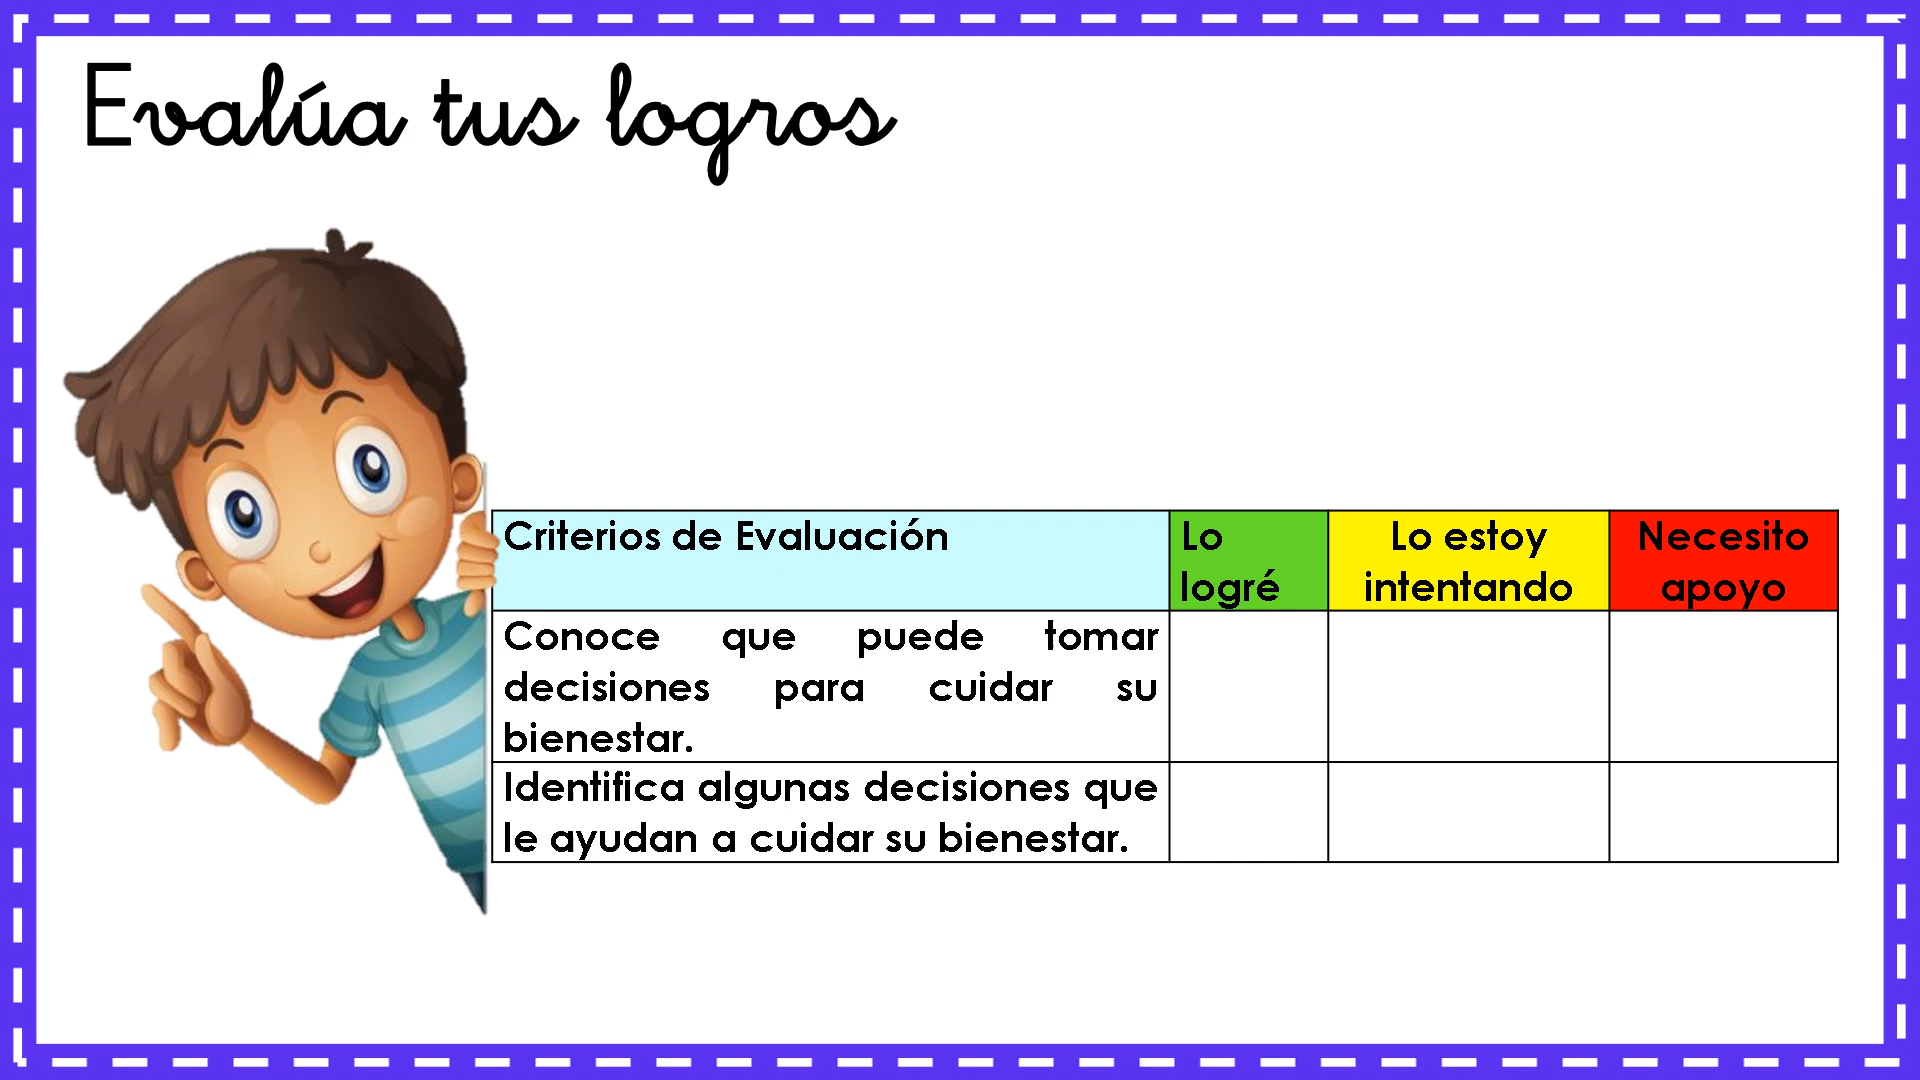 Evalúa tus logros
Criterios de Evaluación
Lo
logré
Lo estoy
intentando
Necesito
apoyo
Conoce que puede tomar
decisiones para cuidar su
bienestar.
Identifica algunas decisiones que
le ayudan a cuidar su bienestar.